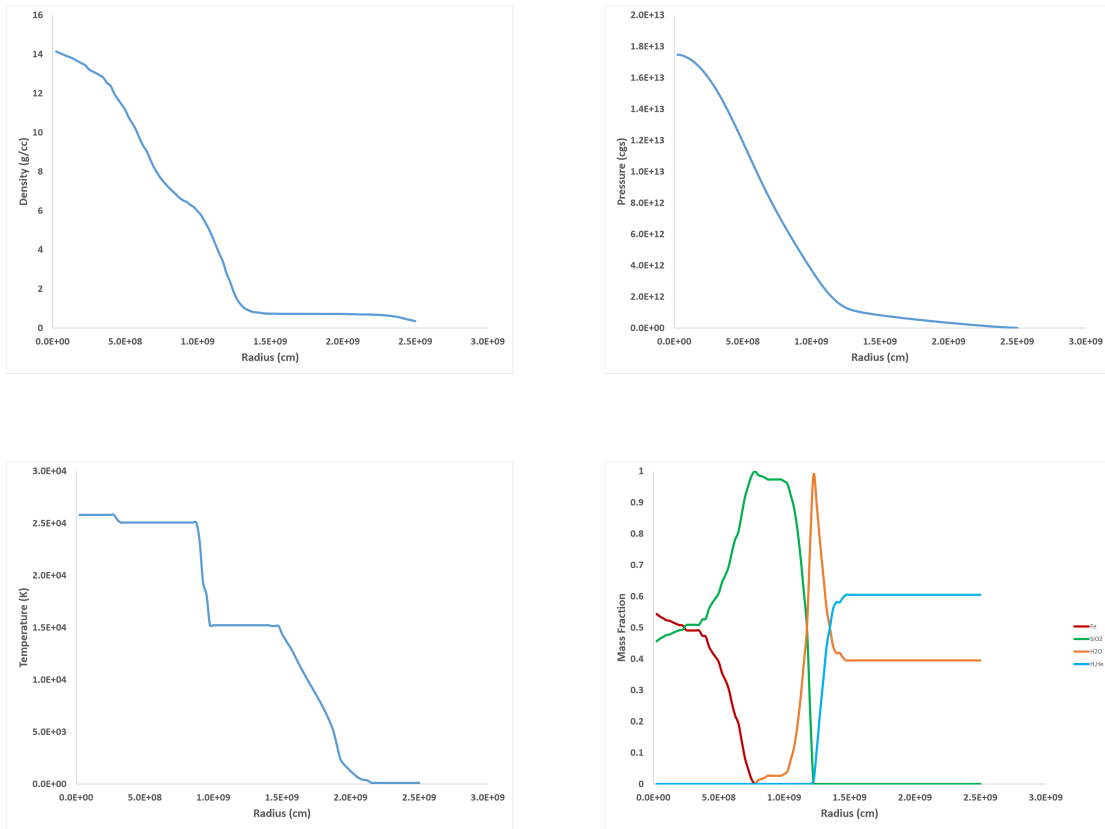 16
14
12
10
8
6
4
2
0
Density (g/cc)
0.0E+00 5.0E+08 1.0E+09 1.5E+09 2.0E+09 2.5E+09 3.0E+09
Radius (cm)
2.0E+13
1.8E+13
1.6E+13
1.4E+13
1.2E+13
1.0E+13
8.0E+12
6.0E+12
4.0E+12
2.0E+12
0.0E+00
Pressure (cgs)
0.0E+00 5.0E+08 1.0E+09 1.5E+09 2.0E+09 2.5E+09 3.0E+09
Radius (cm)
3.0E+04
2.5E+04
2.0E+04
1.5E+04
1.0E+04
5.0E+03
0.0E+00
Temperature (K)
0.0E+00 5.0E+08 1.0E+09 1.5E+09 2.0E+09 2.5E+09 3.0E+09
Radius (cm)
1
0.9
0.8
0.7
0.6
0.5
0.4
0.3
0.2
0.1
0
Mass Fraction
0.0E+00 5.0E+08 1.0E+09 1.5E+09 2.0E+09 2.5E+09 3.0E+09
Radius (cm)
Fe
SiO2
H2O
H,He